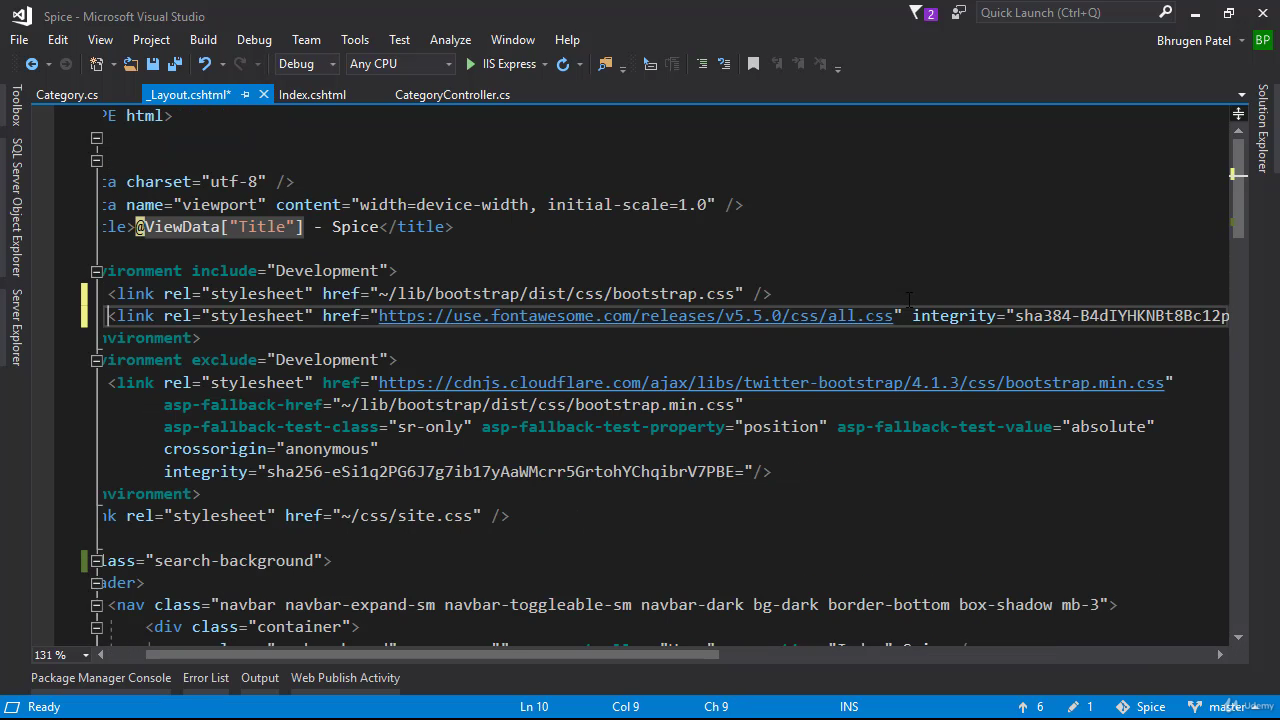 Spice - Microsoft Visual Studio
2
Quick Launch (Ctrl+Q)
File Edit View Project Build Debug Team Tools Test Analyze Window Help
Bhrugen Patel BP
Debug Any CPU IIS Express
Category.cs _Layout.cshtml* Index.cshtml CategoryController.cs
Toolbox
SQL Server Object Explorer
Server Explorer
Solution Explorer
PE html>
ta charset="utf-8" />
ta name="viewport" content="width=device-width, initial-scale=1.0" />
tle>@ViewData["Title"] - Spice</title>
vironment include="Development">
<link rel="stylesheet" href="~/lib/bootstrap/dist/css/bootstrap.css" />
<link rel="stylesheet" href="https://use.fontawesome.com/releases/v5.5.0/css/all.css" integrity="sha384-B4dIYHKNBt8Bc12p
nvironment>
vironment exclude="Development">
<link rel="stylesheet" href="https://cdnjs.cloudflare.com/ajax/libs/twitter-bootstrap/4.1.3/css/bootstrap.min.css"
asp-fallback-href="~/lib/bootstrap/dist/css/bootstrap.min.css"
asp-fallback-test-class="sr-only" asp-fallback-test-property="position" asp-fallback-test-value="absolute"
crossorigin="anonymous"
integrity="sha256-eSi1q2PG6J7g7ib17yAaWMcrr5GrtohYChqibrV7PBE="/>
nvironment>
nk rel="stylesheet" href="~/css/site.css" />
lass="search-background">
ader>
<nav class="navbar navbar-expand-sm navbar-toggleable-sm navbar-dark bg-dark border-bottom box-shadow mb-3">
<div class="container">
131 %
Package Manager Console Error List Output Web Publish Activity
Ready Ln 10 Col 9 Ch 9 INS 6 1 Spice master
Udemy